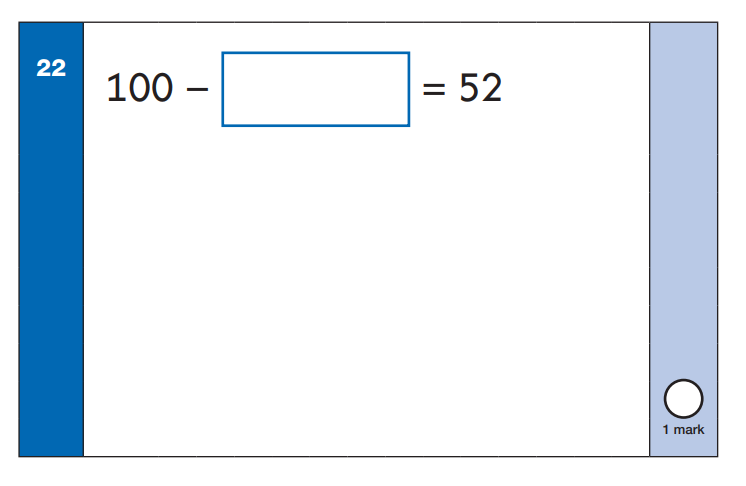 22
100 – = 52
1 mark